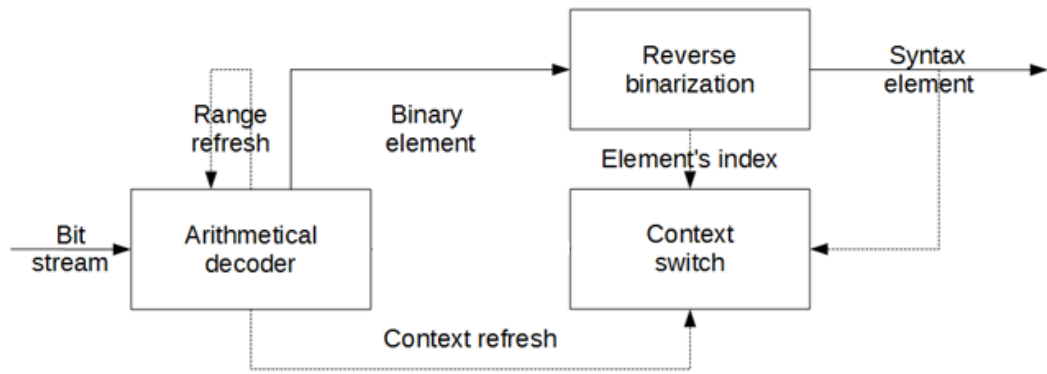 Reverse
binarization
Syntax
element
Range
refresh
Binary
element
Element's index
Bit
stream
Arithmetical
decoder
Context
switch
Context refresh